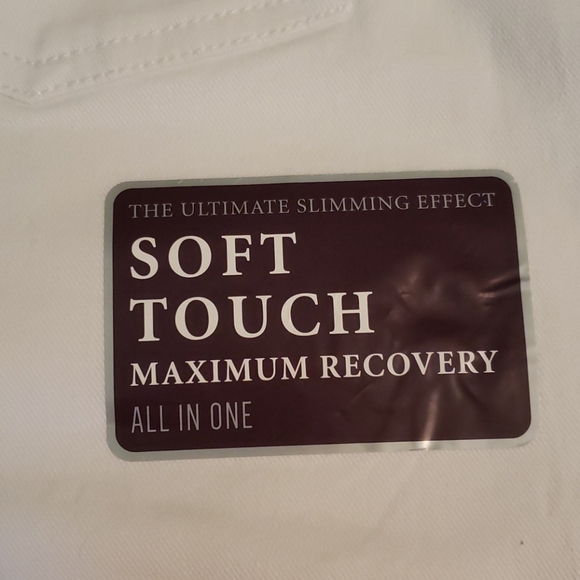 THE ULTIMATE SLIMMING EFFECT
SOFT
TOUCH
MAXIMUM RECOVERY
ALL IN ONE